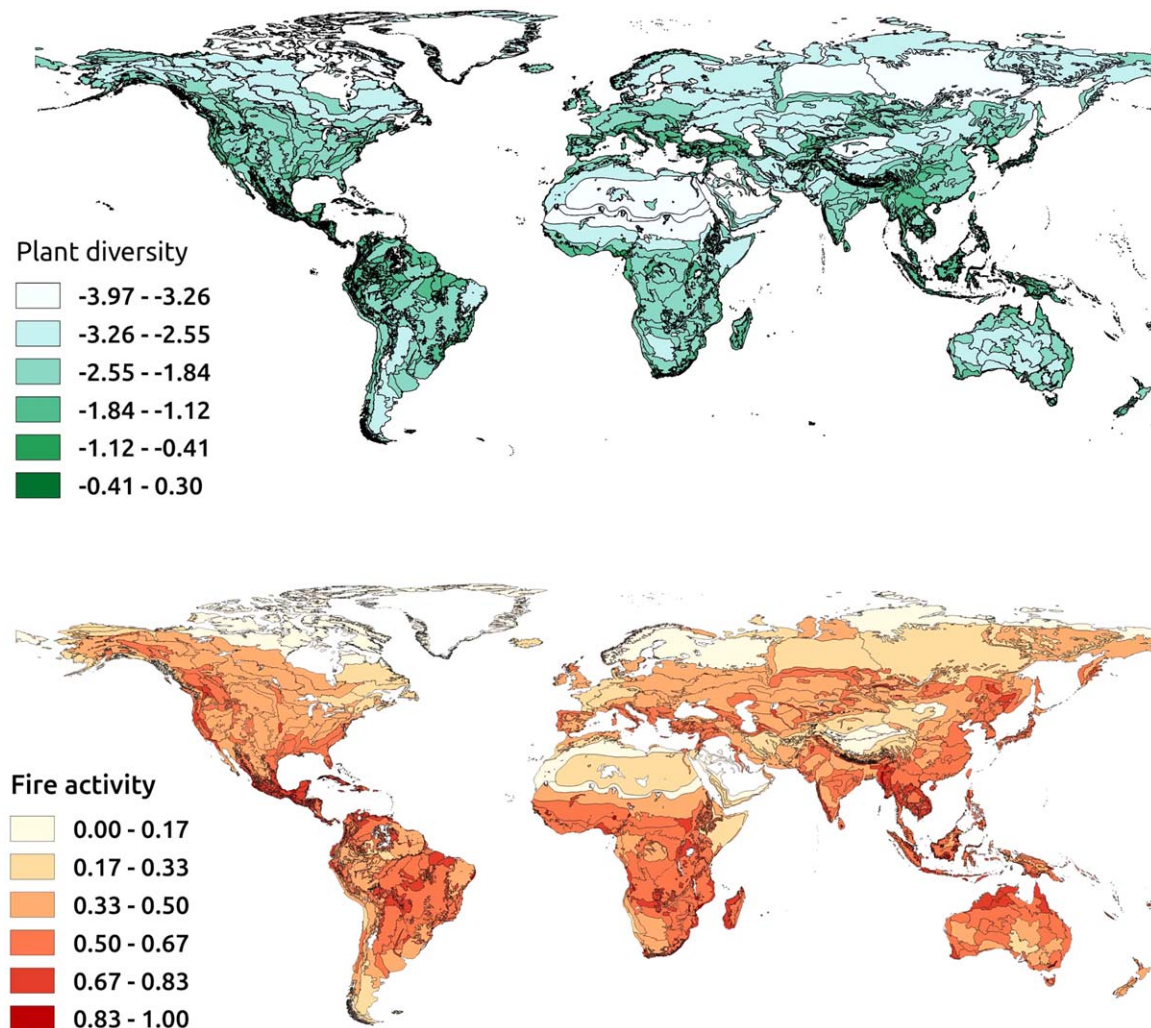 Plant diversity
-3.97 - -3.26
-3.26 - -2.55
-2.55 - -1.84
-1.84 - -1.12
-1.12 - -0.41
-0.41 - 0.30
Fire activity
0.00 - 0.17
0.17 - 0.33
0.33 - 0.50
0.50 - 0.67
0.67 - 0.83
0.83 - 1.00